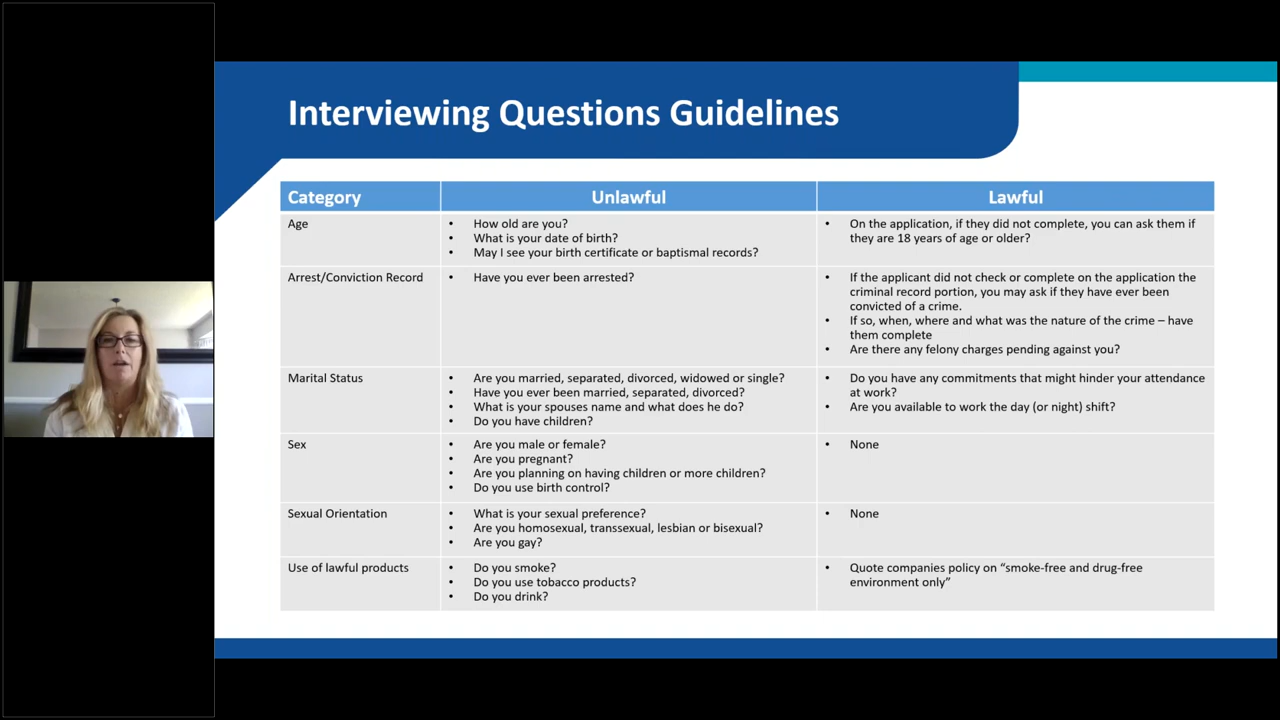 Interviewing Questions Guidelines
Category
Unlawful
Lawful
Age
• How old are you?
• What is your date of birth?
• May I see your birth certificate or baptismal records?
• On the application, if they did not complete, you can ask them if
they are 18 years of age or older?
Arrest/Conviction Record
• Have you ever been arrested?
• If the applicant did not check or complete on the application the
criminal record portion, you may ask if they have ever been
convicted of a crime.
• If so, when, where and what was the nature of the crime – have
them complete
• Are there any felony charges pending against you?
Marital Status
• Are you married, separated, divorced, widowed or single?
• Have you ever been married, separated, divorced?
• What is your spouses name and what does he do?
• Do you have children?
• Do you have any commitments that might hinder your attendance
at work?
• Are you available to work the day (or night) shift?
Sex
• Are you male or female?
• Are you pregnant?
• Are you planning on having children or more children?
• Do you use birth control?
• None
Sexual Orientation
• What is your sexual preference?
• Are you homosexual, transsexual, lesbian or bisexual?
• Are you gay?
• None
Use of lawful products
• Do you smoke?
• Do you use tobacco products?
• Do you drink?
• Quote companies policy on “smoke-free and drug-free
environment only”